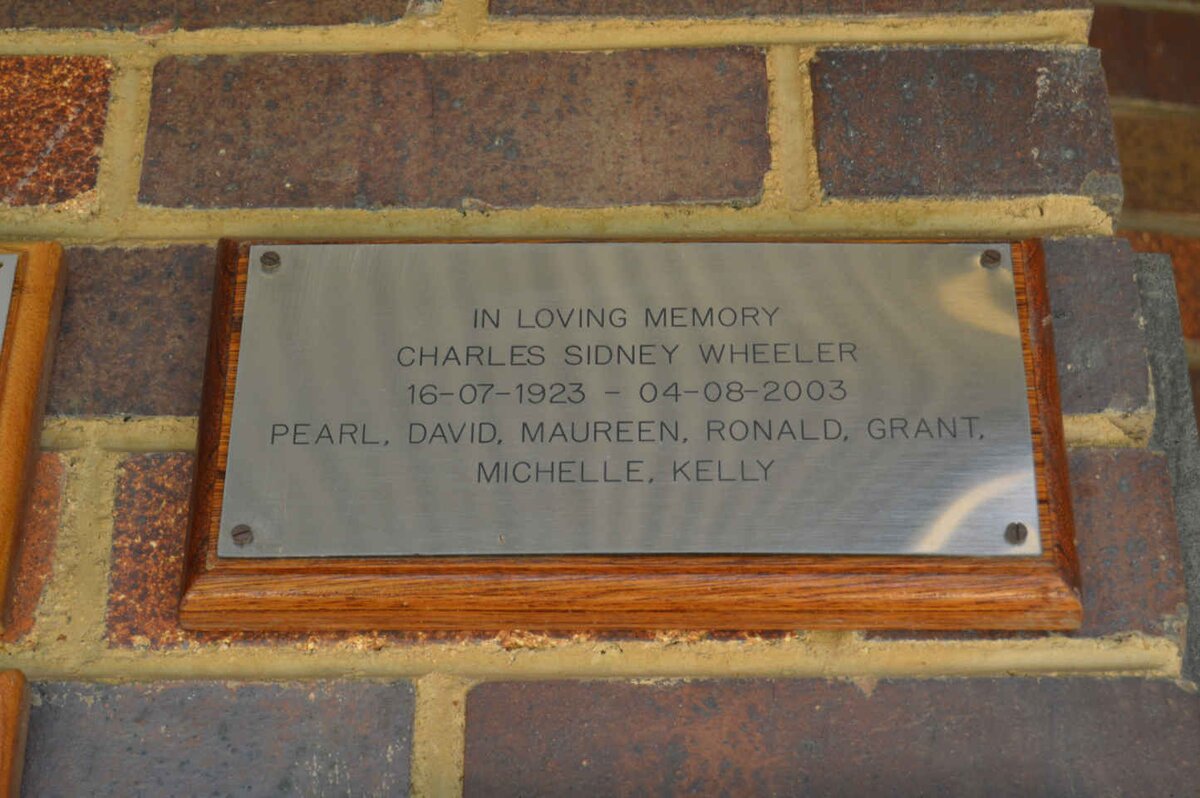 IN LOVING MEMORY
CHARLES SIDNEY WHEELER
16-07-1923 - 04-08-2003
PEARL, DAVID, MAUREEN, RONALD, GRANT,
MICHELLE, KELLY